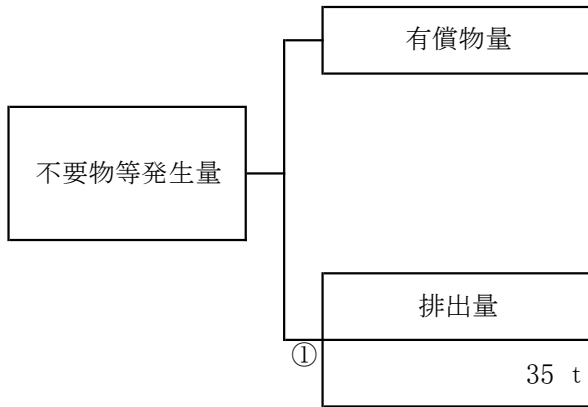 有償物量
不要物等発生量
排出量
①
35 t